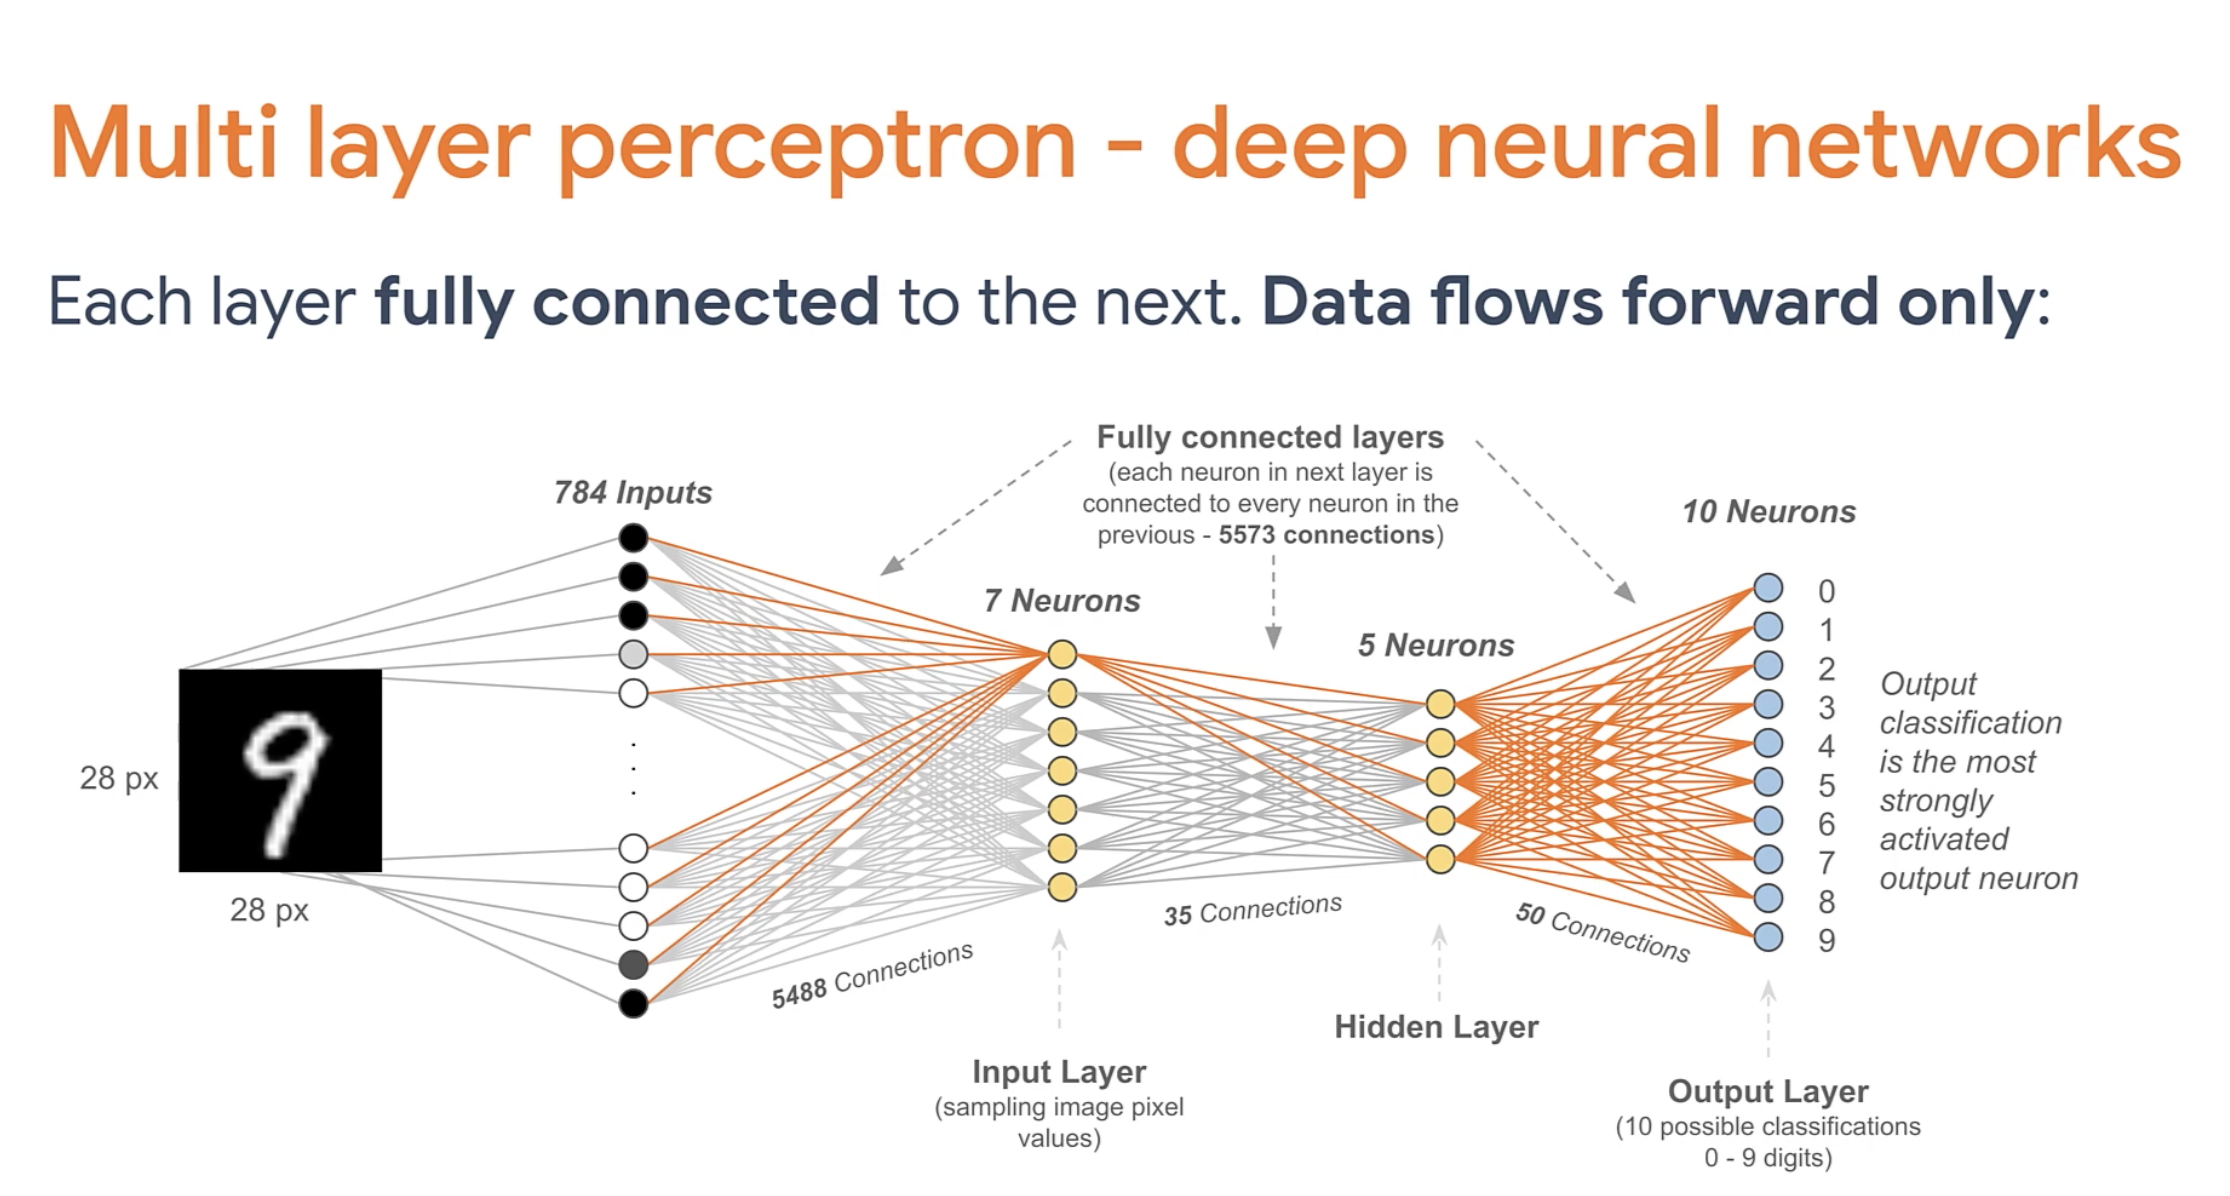 Multi layer perceptron - deep neural networks
Each layer fully connected to the next. Data flows forward only:
Fully connected layers
(each neuron in next layer is
connected to every neuron in the
previous - 5573 connections)
784 Inputs
7 Neurons
5 Neurons
10 Neurons
28 px
9
28 px
0
1
2
3
4
5
6
7
8
9
Output
classification
is the most
strongly
activated
output neuron
5488 Connections
35 Connections
50 Connections
Input Layer
(sampling image pixel
values)
Hidden Layer
Output Layer
(10 possible classifications
0 - 9 digits)